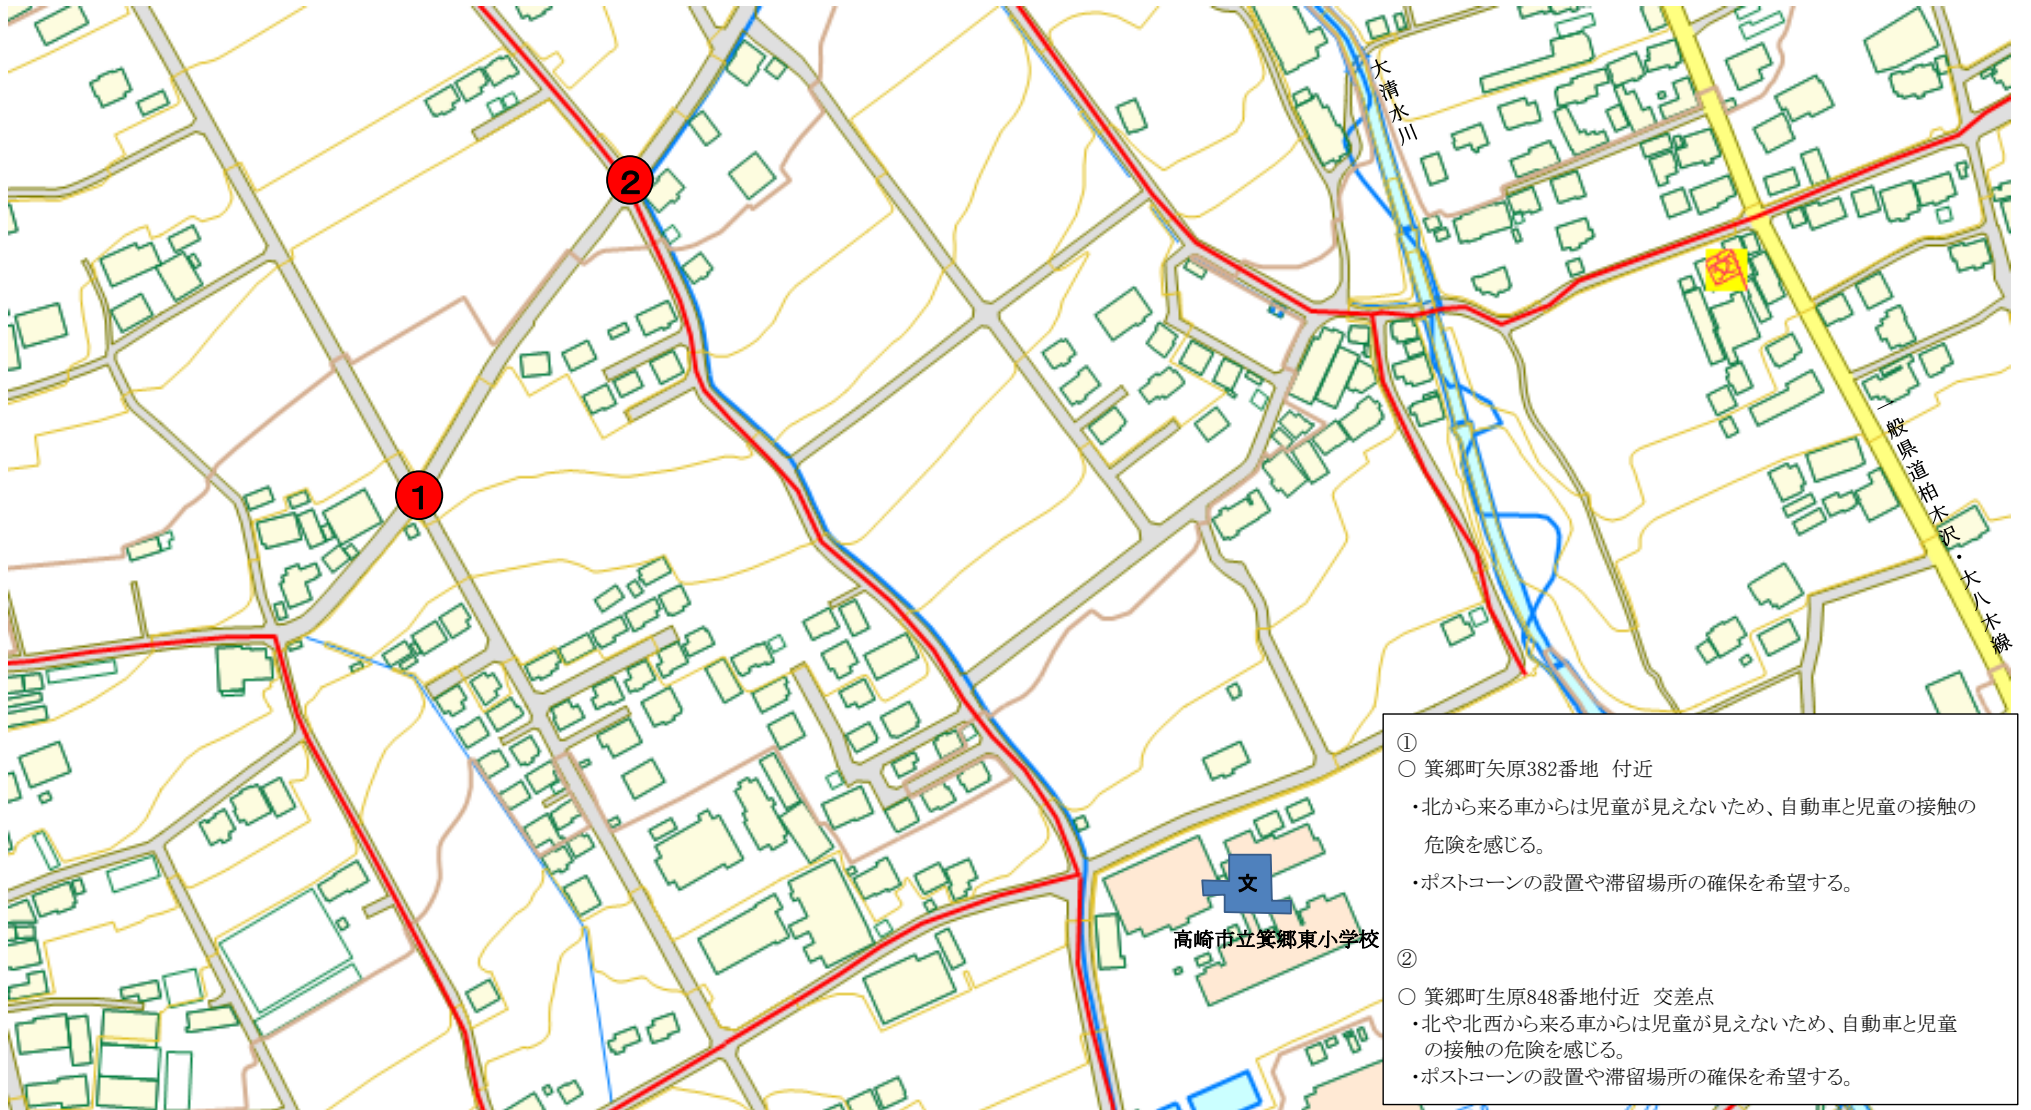 大清水川
2
1
一般県道柏木沢・大八木線
文
高崎市立箕郷東小学校
①
○ 箕郷町矢原382番地 付近
・北から来る車からは児童が見えないため、自動車と児童の接触の
危険を感じる。
・ポストコーンの設置や滞留場所の確保を希望する。
②
○ 箕郷町生原848番地付近 交差点
・北や北西から来る車からは児童が見えないため、自動車と児童
の接触の危険を感じる。
・ポストコーンの設置や滞留場所の確保を希望する。